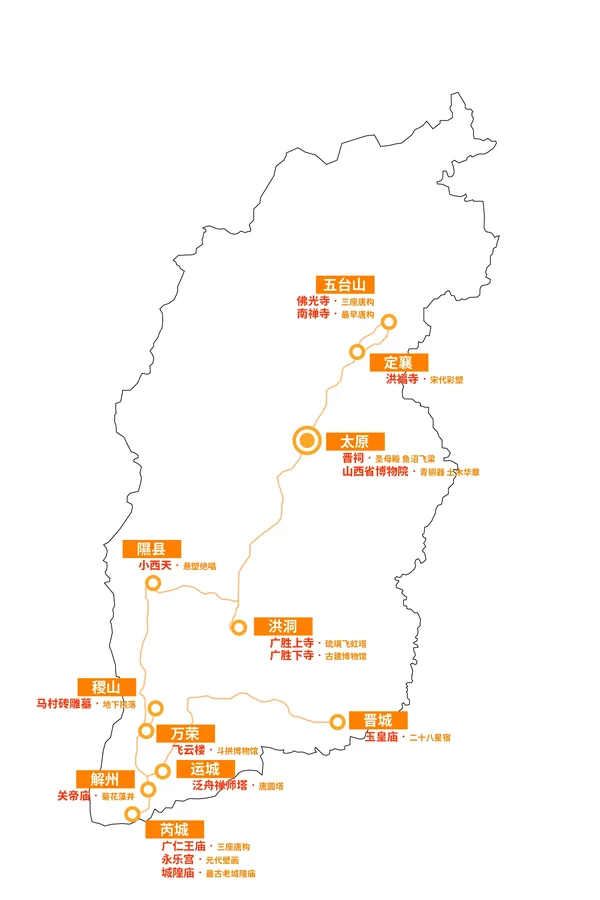 五台山
佛光寺 · 三座唐构
南禅寺 · 最早唐构
定襄
洪福寺 · 宋代彩塑
太原
晋祠 · 圣母殿 鱼沼飞梁
山西省博物院 · 青铜器 土木华章
隰县
小西天 · 悬塑绝唱
洪洞
广胜上寺 · 琉璃飞虹塔
广胜下寺 · 古建博物馆
稷山
马村砖雕墓 · 地下院落
晋城
玉皇庙 · 二十八星宿
万荣
飞云楼 · 斗拱博物馆
运城
泛舟禅师塔 · 唐圆塔
解州
关帝庙 · 菊花藻井
芮城
广仁王庙 · 三座唐构
永乐宫 · 元代壁画
城隍庙 · 最古老城隍庙